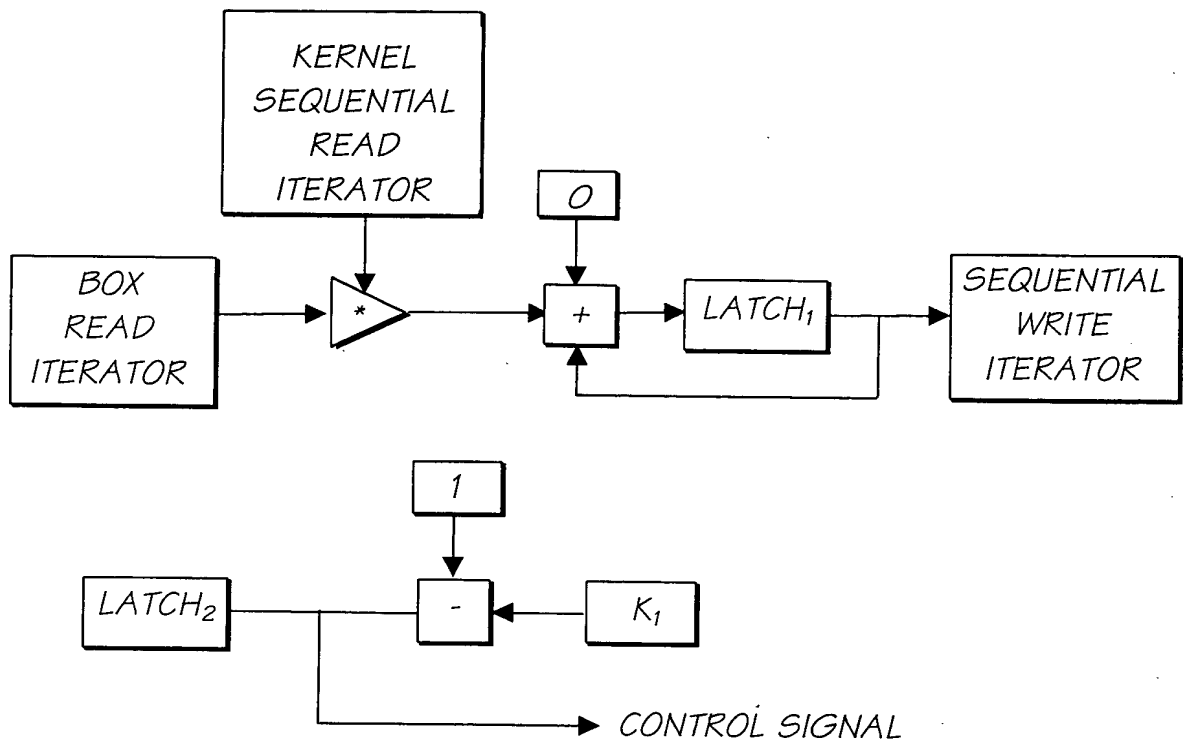 KERNEL
SEQUENTIAL
READ
ITERATOR
0
BOX
READ
ITERATOR
*
+
LATCH₁
SEQUENTIAL
WRITE
ITERATOR
1
LATCH₂
-
K₁
CONTROL SIGNAL